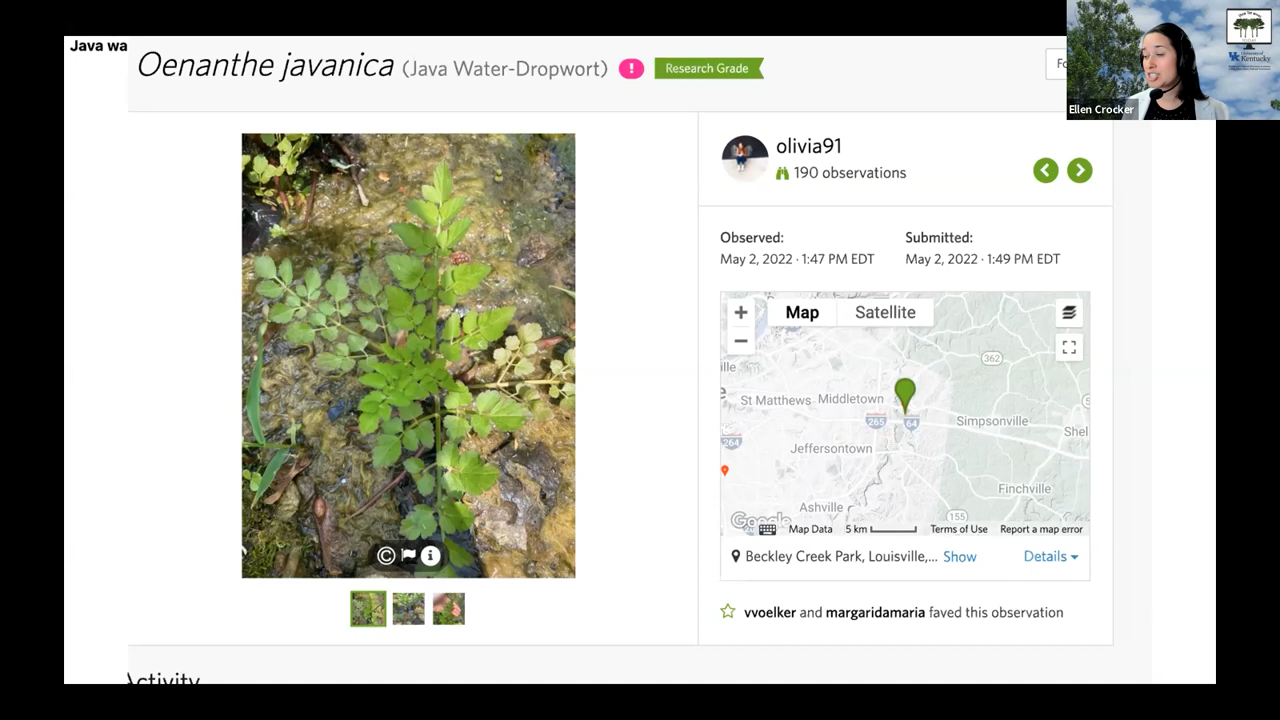 Java wa
Oenanthe javanica (Java Water-Dropwort) ! Research Grade
Fo
Kentucky
Ellen Crocker
olivia91
190 observations
Observed:
Submitted:
May 2, 2022 · 1:47 PM EDT
May 2, 2022 · 1:49 PM EDT
Map
Satellite
362
ille
St Matthews
Middletown
265
64
Simpsonville
Shel
264
Jeffersontown
Finchville
Ashville
155
Google
Map Data
5 km
Terms of Use
Report a map error
Beckley Creek Park, Louisville,... Show
Details
vvoelker and margaridamaria faved this observation
Activity